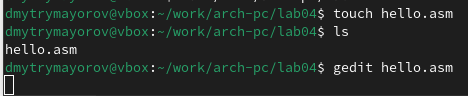 dmytrymayorov@vbox:~/work/arch-pc/lab04$ touch hello.asm
dmytrymayorov@vbox:~/work/arch-pc/lab04$ ls
hello.asm
dmytrymayorov@vbox:~/work/arch-pc/lab04$ gedit hello.asm